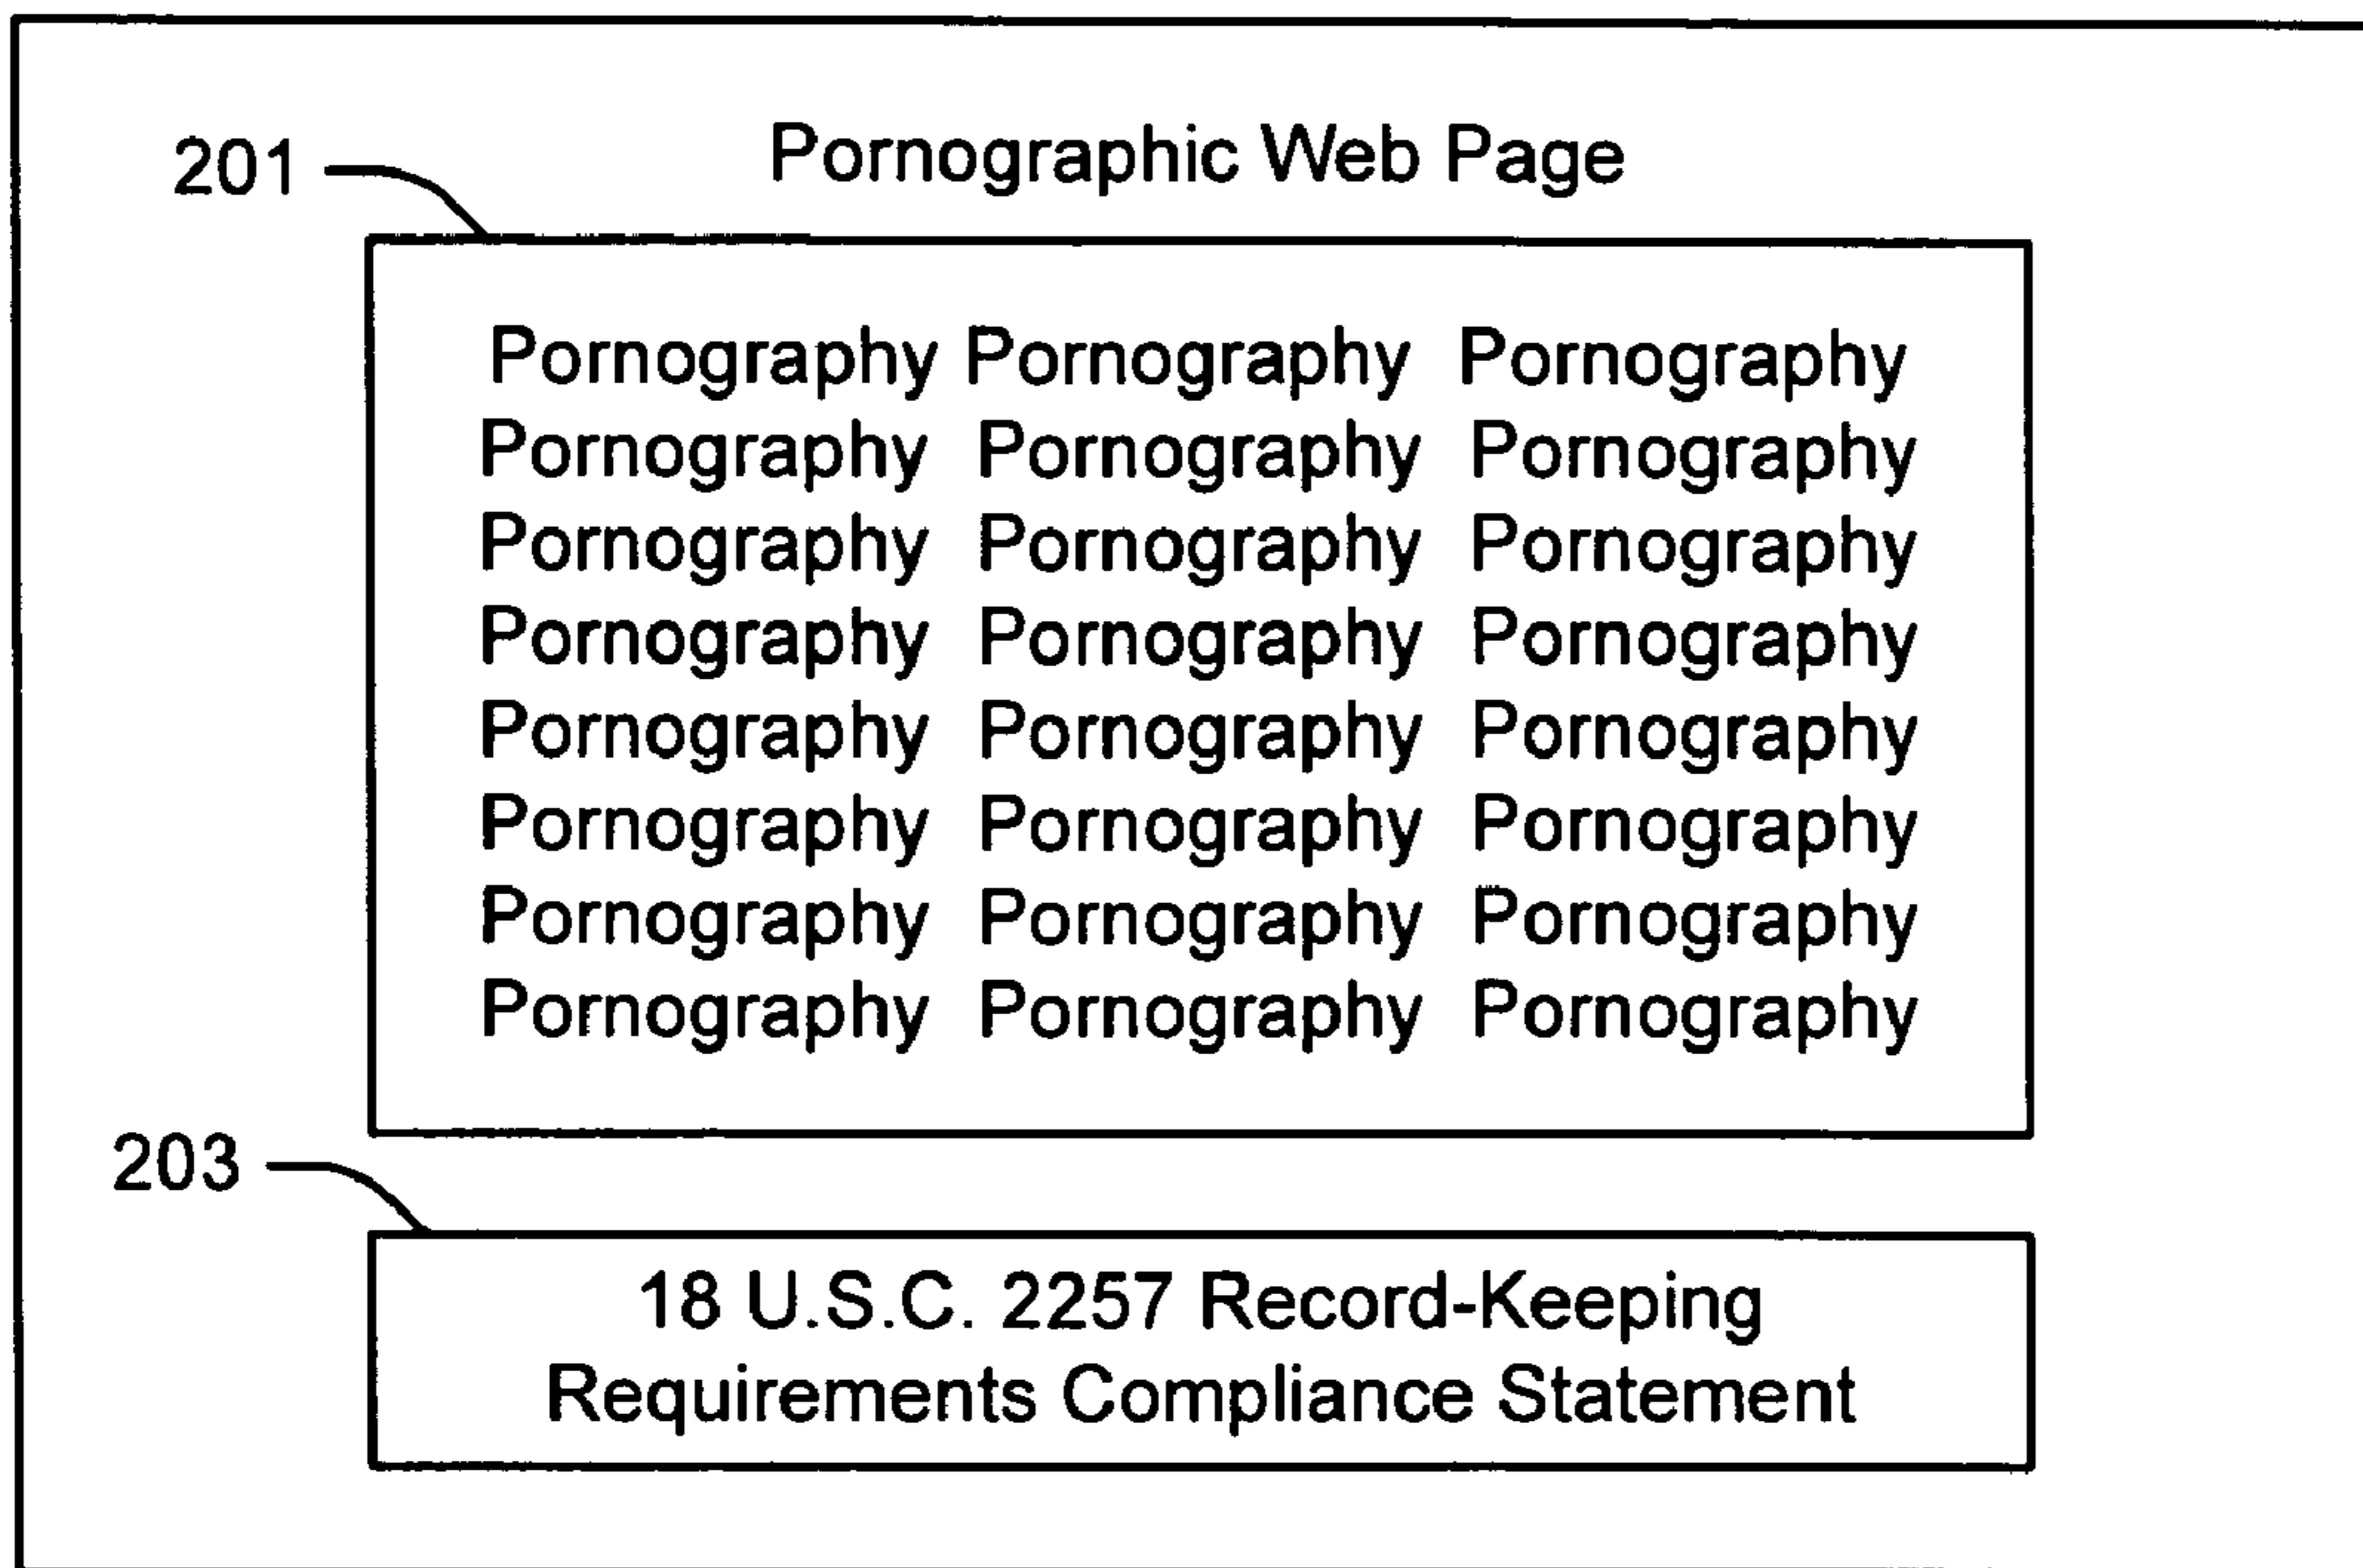 201
Pornographic Web Page
Pornography Pornography Pornography
Pornography Pornography Pornography
Pornography Pornography Pornography
Pornography Pornography Pornography
Pornography Pornography Pornography
Pornography Pornography Pornography
Pornography Pornography Pornography
Pornography Pornography Pornography
203
18 U.S.C. 2257 Record-Keeping
Requirements Compliance Statement